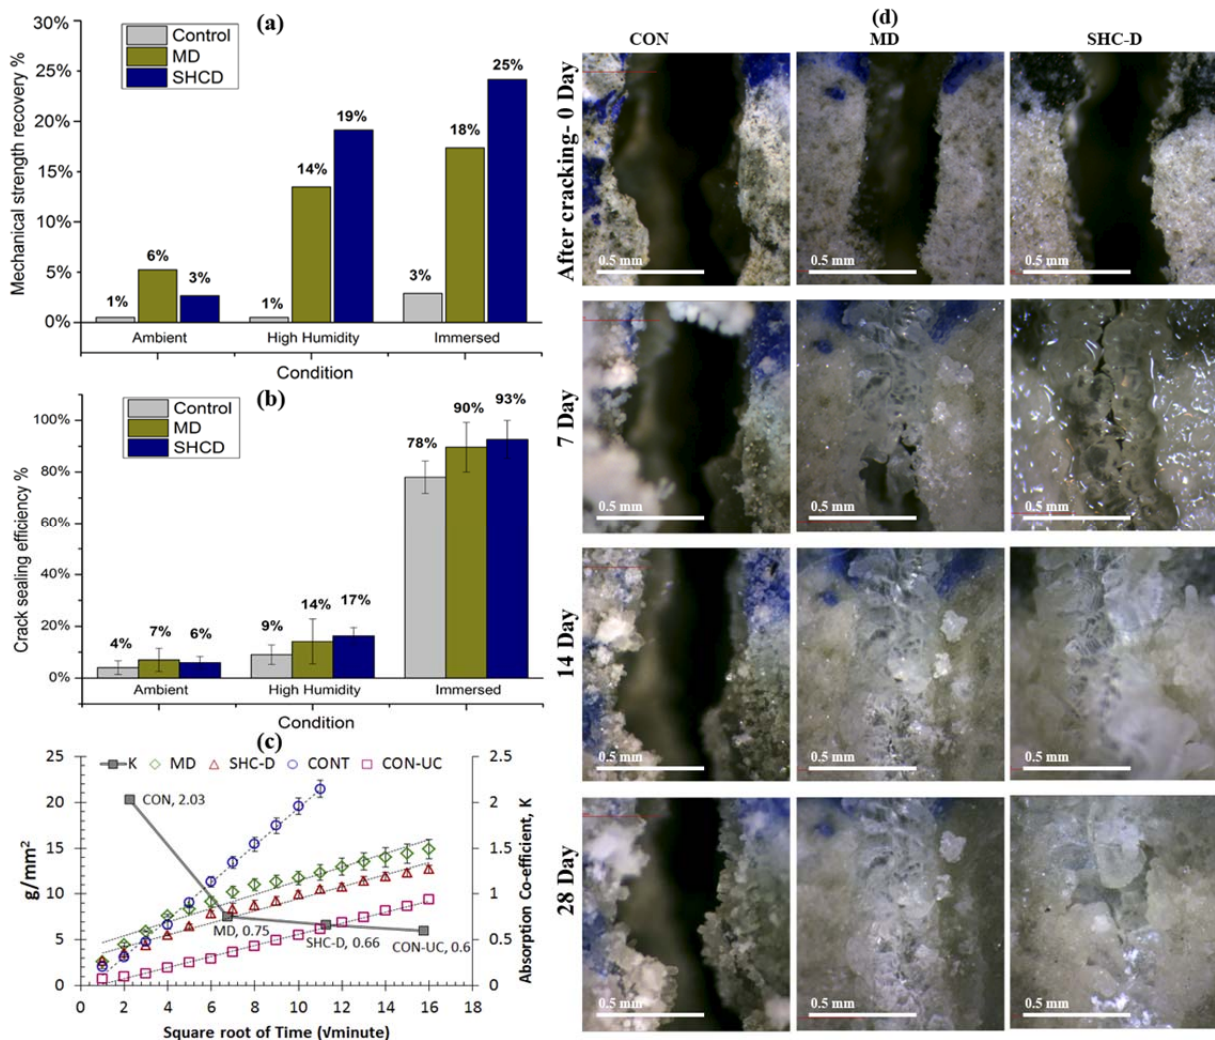 (a)
30%
25%
20%
15%
10%
5%
0%
Mechanical strength recovery %
Control
MD
SHCD
1%
6%
3%
1%
14%
19%
3%
18%
25%
Ambient
High Humidity
Immersed
Condition
(b)
100%
80%
60%
40%
20%
0%
Crack sealing efficiency %
Control
MD
SHCD
4%
7%
6%
9%
14%
17%
78%
90%
93%
Ambient
High Humidity
Immersed
Condition
(c)
25
20
15
10
5
0
g/mm²
K
MD
SHC-D
CONT
CON-UC
CON, 2.03
MD, 0.75
SHC-D, 0.66
CON-UC, 0.6
2.5
2
1.5
1
0.5
0
Absorption Co-efficient, K
0 2 4 6 8 10 12 14 16 18
Square root of Time (√minute)
(d)
CON
MD
SHC-D
After cracking- 0 Day
0.5 mm
0.5 mm
0.5 mm
7 Day
0.5 mm
0.5 mm
0.5 mm
14 Day
0.5 mm
0.5 mm
0.5 mm
28 Day
0.5 mm
0.5 mm
0.5 mm